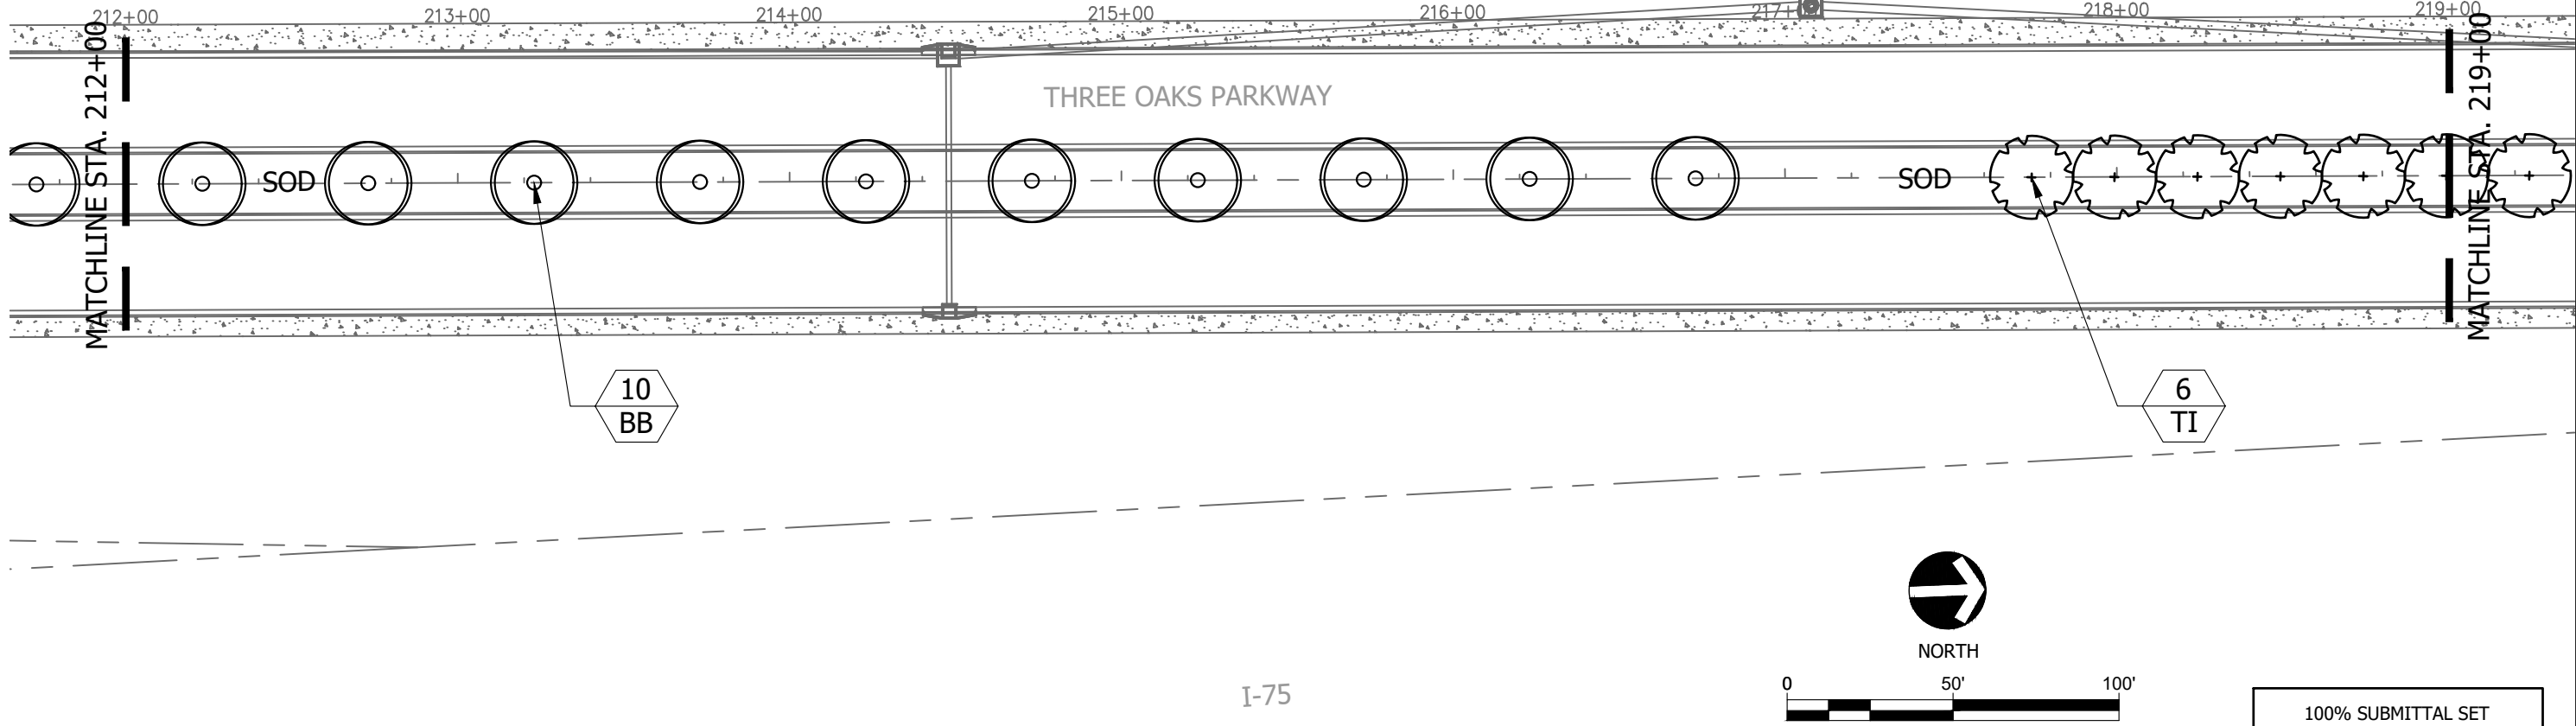 212+00
213+00
214+00
215+00
216+00
217+00
218+00
219+00
MATCHLINE STA. 212+00
THREE OAKS PARKWAY
MATCHLINE STA. 219+00
SOD
SOD
10
BB
6
TI
NORTH
I-75
0 50' 100'
100% SUBMITTAL SET